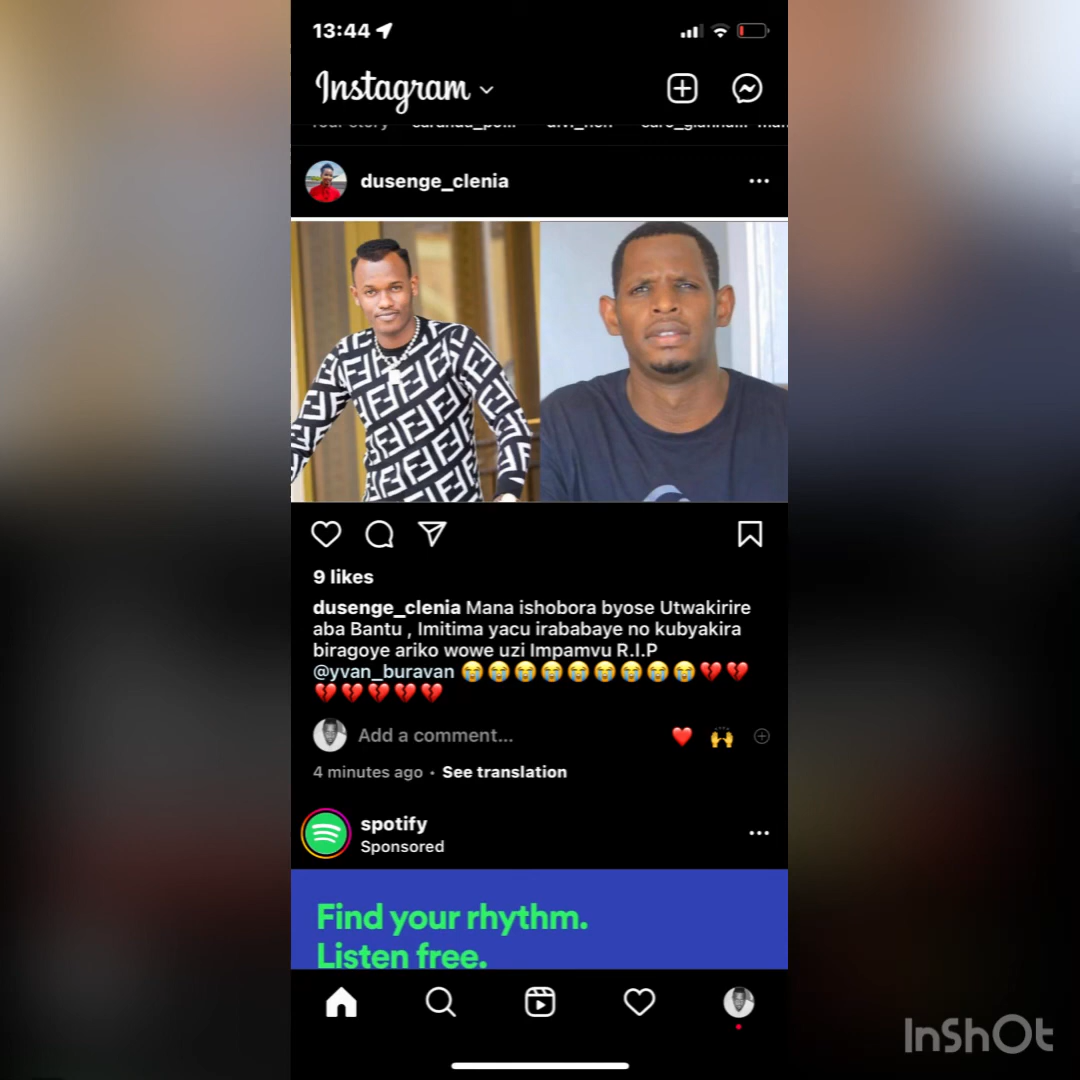 13:44
Instagram
dusenge_clenia
9 likes
dusenge_clenia Mana ishobora byose Utwakirire
aba Bantu , Imitima yacu irababaye no kubyakira
biragoye ariko wowe uzi Impamvu R.I.P
@yvan_buravan 😭😭😭😭😭😭😭😭😭💔💔
💔💔💔💔💔
Add a comment...
4 minutes ago • See translation
spotify
Sponsored
Find your rhythm.
Listen free.
InShOt